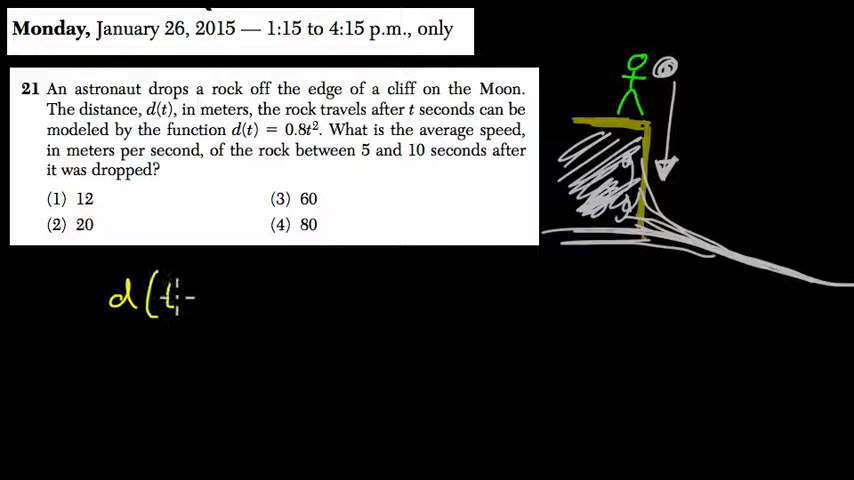 Monday, January 26, 2015 — 1:15 to 4:15 p.m., only
21 An astronaut drops a rock off the edge of a cliff on the Moon.
The distance, d(t), in meters, the rock travels after t seconds can be
modeled by the function d(t) = 0.8t². What is the average speed,
in meters per second, of the rock between 5 and 10 seconds after
it was dropped?
(1) 12 (3) 60
(2) 20 (4) 80
d(t